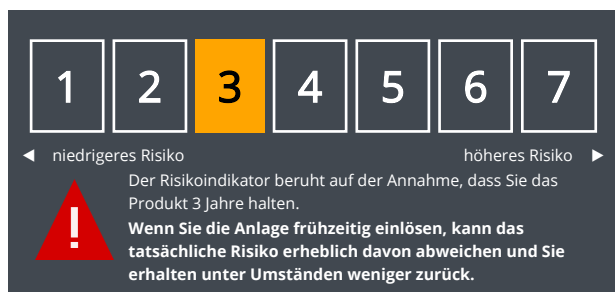 1 2 3 4 5 6 7
niedrigeres Risiko höheres Risiko
Der Risikoindikator beruht auf der Annahme, dass Sie das
Produkt 3 Jahre halten.
Wenn Sie die Anlage frühzeitig einlösen, kann das
tatsächliche Risiko erheblich davon abweichen und Sie
erhalten unter Umständen weniger zurück.